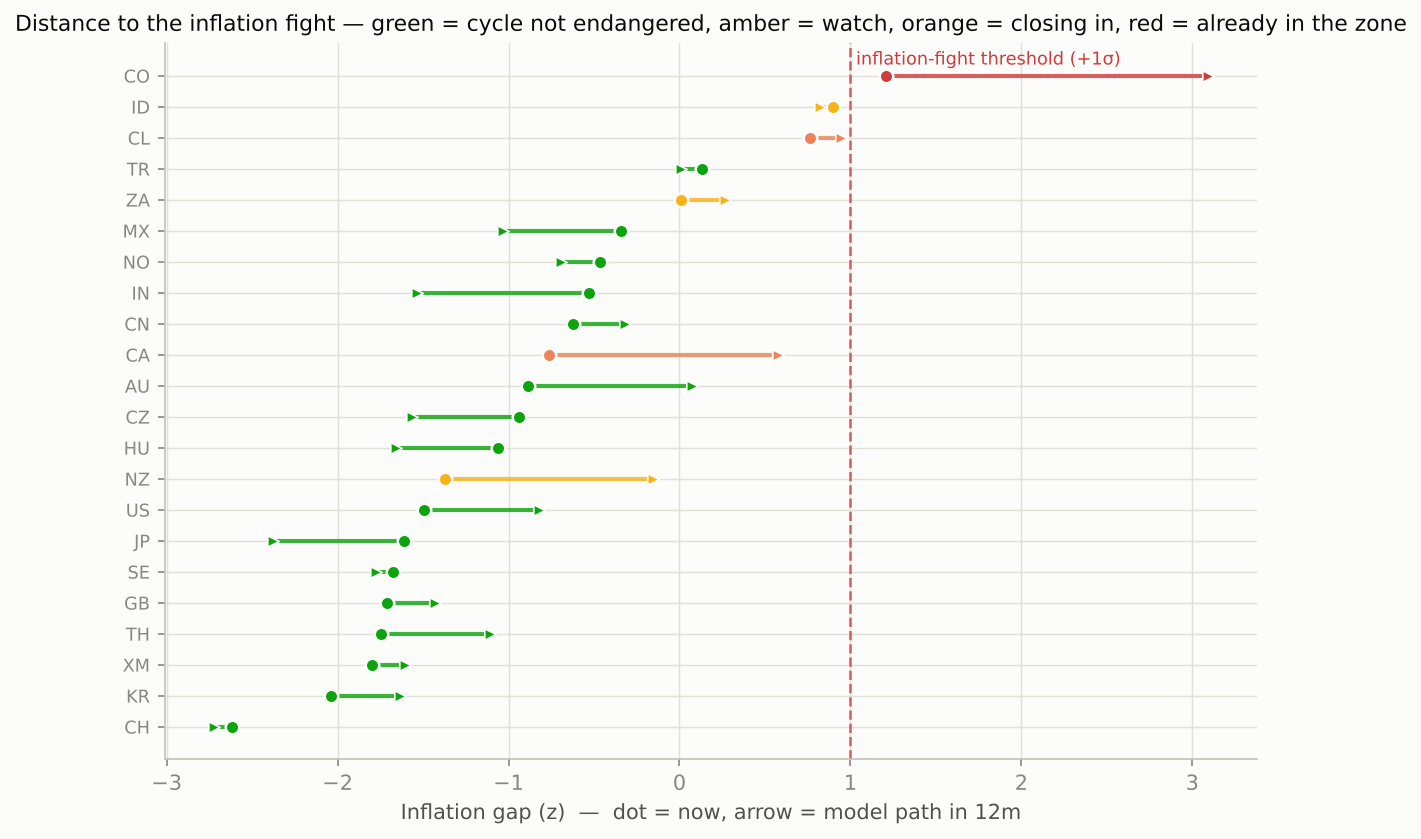 Distance to the inflation fight — green = cycle not endangered, amber = watch, orange = closing in, red = already in the zone
inflation-fight threshold (+1σ)
CO
ID
CL
TR
ZA
MX
NO
IN
CN
CA
AU
CZ
HU
NZ
US
JP
SE
GB
TH
XM
KR
CH
−3 −2 −1 0 1 2 3
Inflation gap (z) — dot = now, arrow = model path in 12m